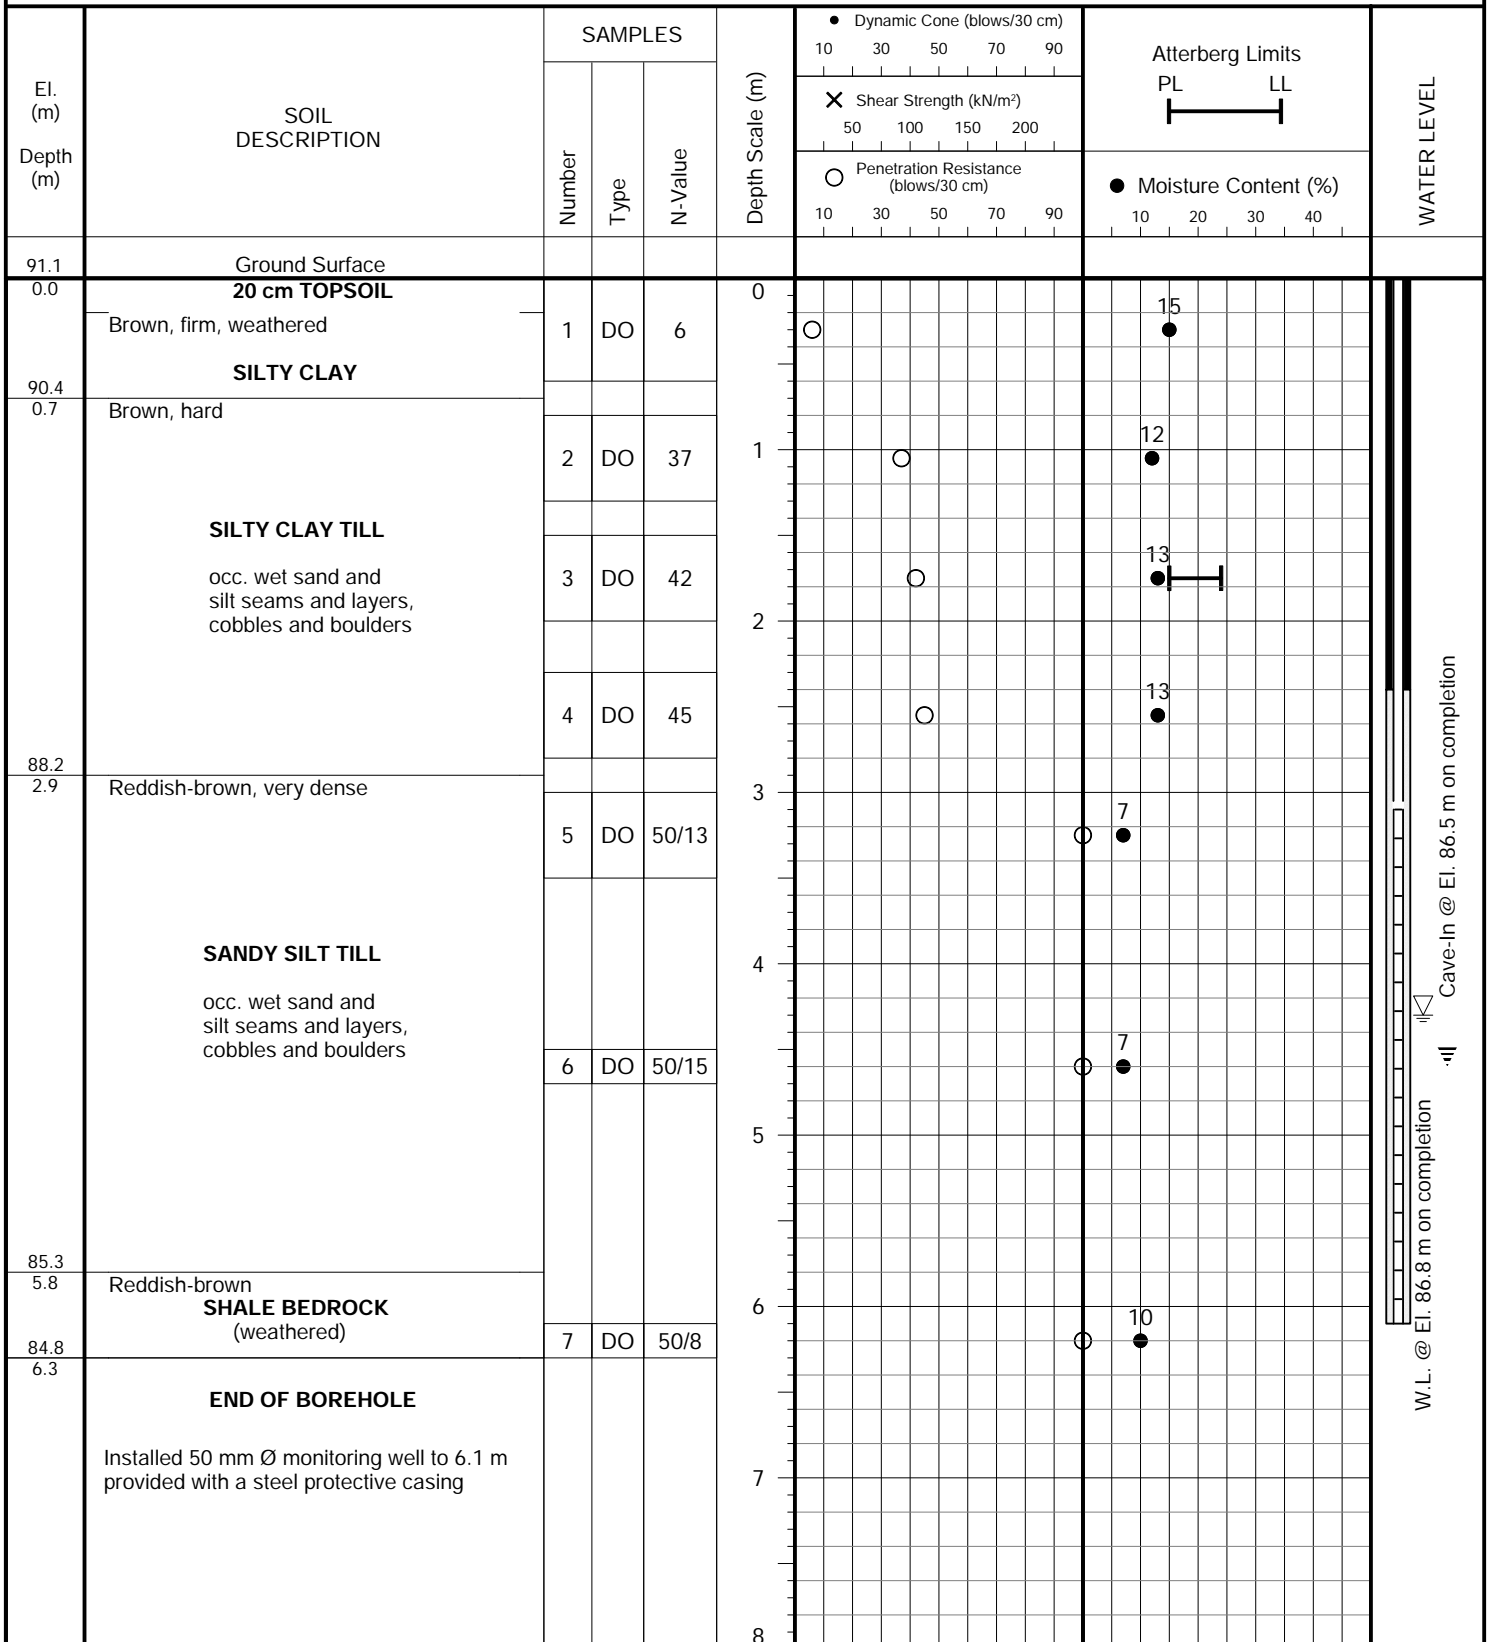 El.
(m)
Depth
(m)
SOIL
DESCRIPTION
SAMPLES
Number
Type
N-Value
Depth Scale (m)
Dynamic Cone (blows/30 cm)
10 30 50 70 90
Shear Strength (kN/m²)
50 100 150 200
Penetration Resistance
(blows/30 cm)
10 30 50 70 90
Atterberg Limits
PL LL
Moisture Content (%)
10 20 30 40
WATER LEVEL
91.1 Ground Surface
0.0 20 cm TOPSOIL 0
15
Brown, firm, weathered
1 DO 6
SILTY CLAY
90.4
0.7 Brown, hard
12
1
2 DO 37
SILTY CLAY TILL
13
occ. wet sand and
silt seams and layers,
cobbles and boulders
3 DO 42
2
13
4 DO 45
88.2
2.9 Reddish-brown, very dense
3
7
5 DO 50/13
SANDY SILT TILL
4
occ. wet sand and
silt seams and layers,
cobbles and boulders
7
6 DO 50/15
5
85.3
5.8 Reddish-brown
SHALE BEDROCK
(weathered)
6
10
7 DO 50/8
84.8
6.3
END OF BOREHOLE
Installed 50 mm Ø monitoring well to 6.1 m
provided with a steel protective casing
7
8
W.L. @ El. 86.8 m on completion
Cave-In @ El. 86.5 m on completion